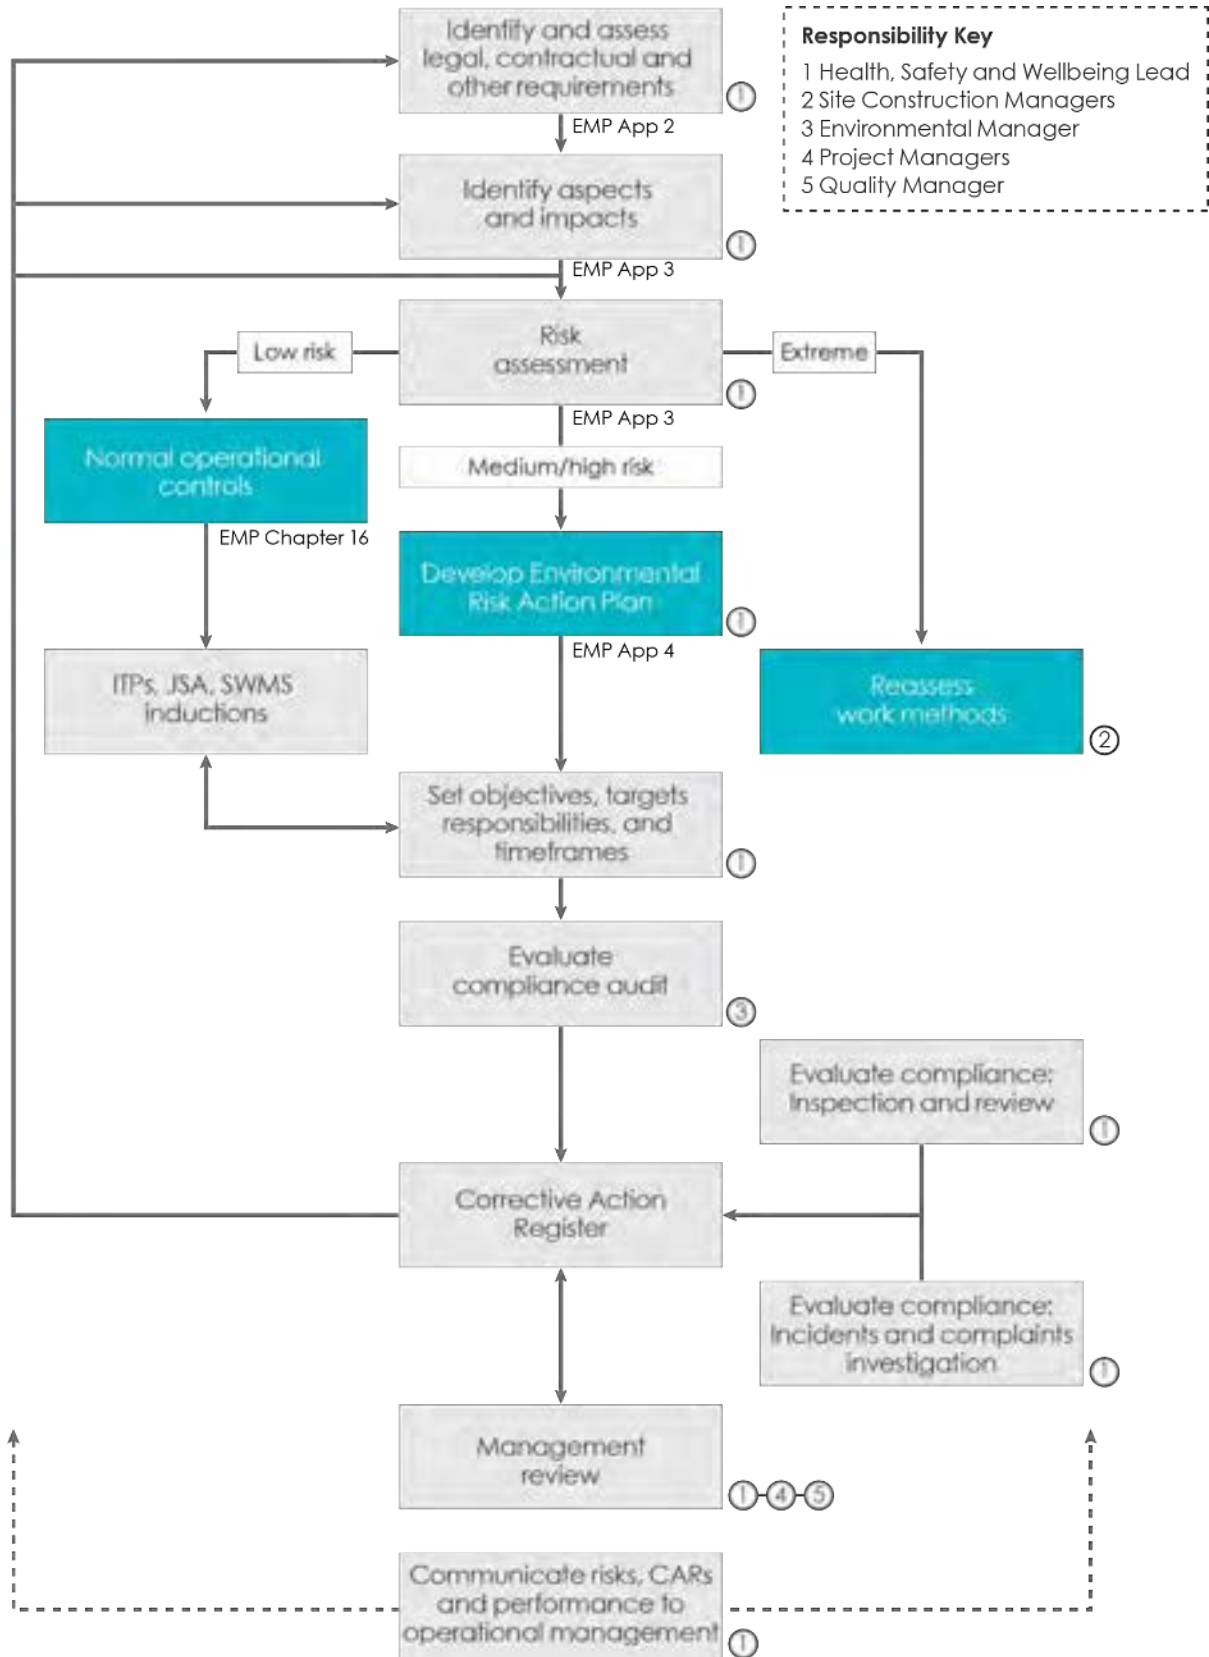 Identify and assess
legal, contractual and
other requirements
1
EMP App 2
Responsibility Key
1 Health, Safety and Wellbeing Lead
2 Site Construction Managers
3 Environmental Manager
4 Project Managers
5 Quality Manager
Identify aspects
and impacts
1
EMP App 3
Risk
assessment
1
Low risk
Extreme
EMP App 3
Medium/high risk
Normal operational
controls
EMP Chapter 16
Develop Environmental
Risk Action Plan
1
EMP App 4
ITPs, JSA, SWMS
inductions
Reassess
work methods
2
Set objectives, targets
responsibilities, and
timeframes
1
Evaluate
compliance audit
3
Evaluate compliance:
Inspection and review
1
Corrective Action
Register
Evaluate compliance:
Incidents and complaints
investigation
1
Management
review
1 4 5
Communicate risks, CARs
and performance to
operational management
1